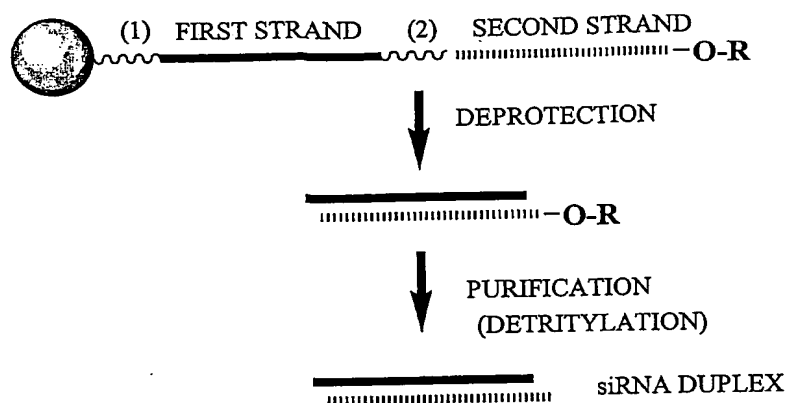 (1) FIRST STRAND (2) SECOND STRAND
-O-R
DEPROTECTION
-O-R
PURIFICATION
(DETRITYLATION)
siRNA DUPLEX